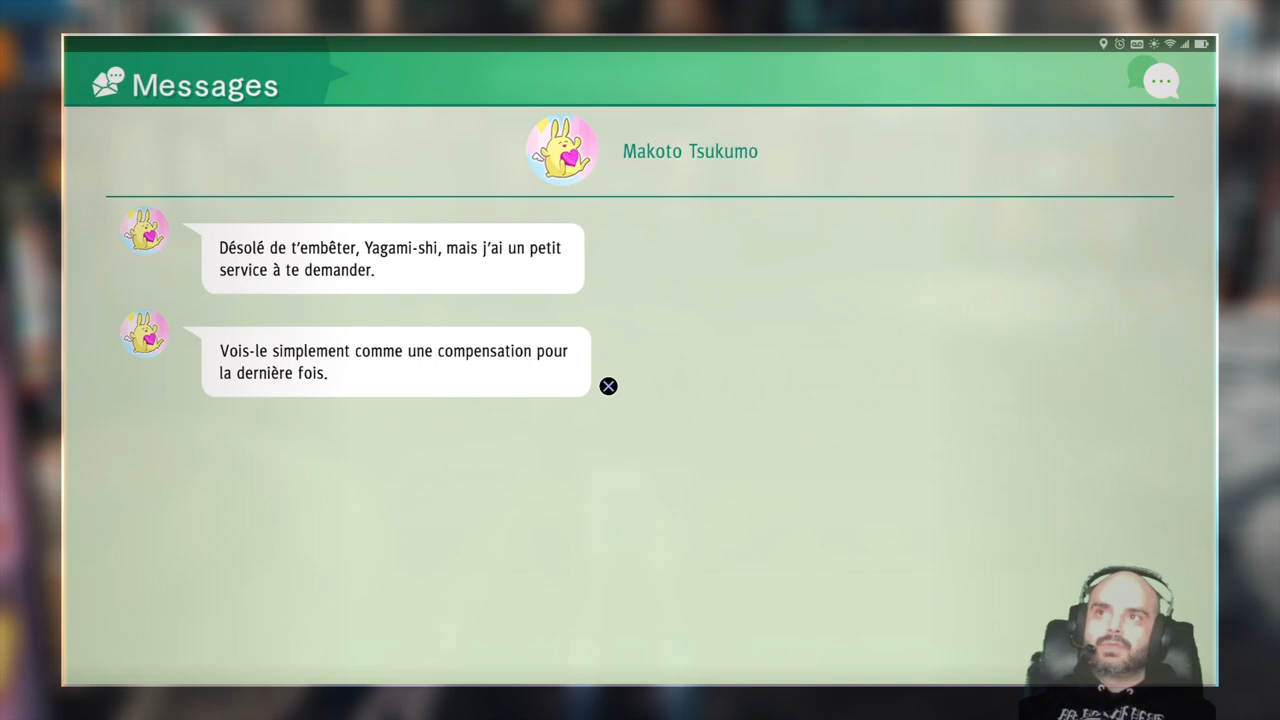 Messages
Makoto Tsukumo
Désolé de t'embêter, Yagami-shi, mais j'ai un petit
service à te demander.
Vois-le simplement comme une compensation pour
la dernière fois.